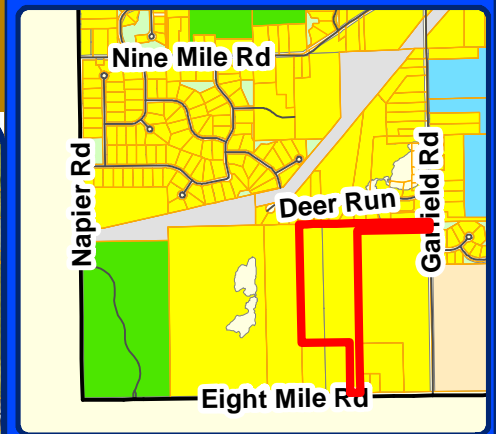 Nine Mile Rd
Napier Rd
Garfield Rd
Deer Run
Eight Mile Rd